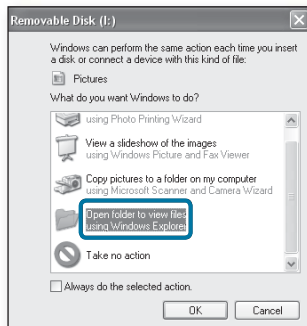 Removable Disk (I:)
Windows can perform the same action each time you insert
a disk or connect a device with this kind of file:
Pictures
What do you want Windows to do?
using Photo Printing Wizard
View a slideshow of the images
using Windows Picture and Fax Viewer
Copy pictures to a folder on my computer
using Microsoft Scanner and Camera Wizard
Open folder to view files
using Windows Explorer
Take no action
Always do the selected action.
OK
Cancel